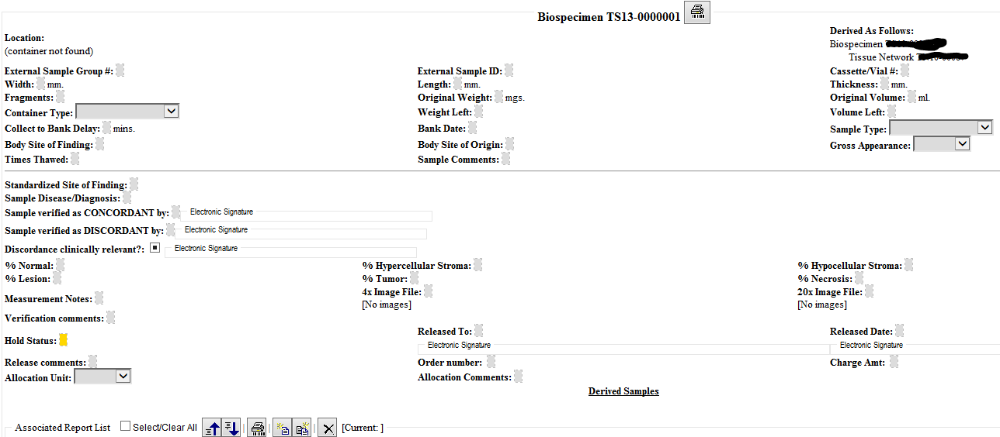 Biospecimen TS13-0000001
Location:
(container not found)
Derived As Follows:
Biospecimen
Tissue Network
External Sample Group #:
External Sample ID:
Cassette/Vial #:
Width: mm.
Length: mm.
Thickness: mm.
Fragments:
Original Weight: mgs.
Original Volume: ml.
Container Type:
Weight Left:
Volume Left:
Collect to Bank Delay: mins.
Bank Date:
Sample Type:
Body Site of Finding:
Body Site of Origin:
Gross Appearance:
Times Thawed:
Sample Comments:
Standardized Site of Finding:
Sample Disease/Diagnosis:
Sample verified as CONCORDANT by: Electronic Signature
Sample verified as DISCORDANT by: Electronic Signature
Discordance clinically relevant?: Electronic Signature
% Normal:
% Hypercellular Stroma:
% Hypocellular Stroma:
% Lesion:
% Tumor:
% Necrosis:
Measurement Notes:
4x Image File:
[No images]
20x Image File:
[No images]
Verification comments:
Hold Status:
Released To:
Electronic Signature
Released Date:
Electronic Signature
Release comments:
Order number:
Charge Amt:
Allocation Unit:
Allocation Comments:
Derived Samples
Associated Report List Select/Clear All [Current: ]